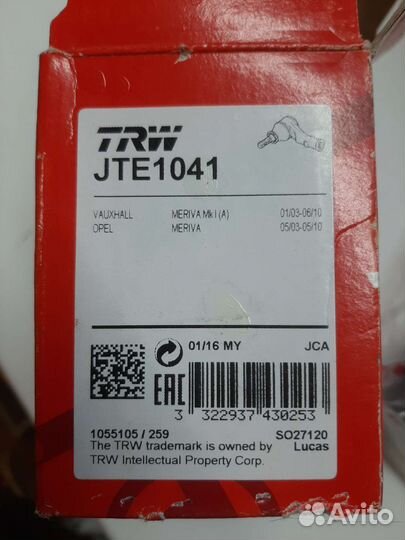 TRW
JTE1041
VAUXHALL MERIVA Mk I (A) 01/03-06/10
OPEL MERIVA 05/03-05/10
01/16 MY JCA
EAC
3 322937 430253
1055105 / 259 SO27120
The TRW trademark is owned by Lucas
TRW Intellectual Property Corp.
Avito